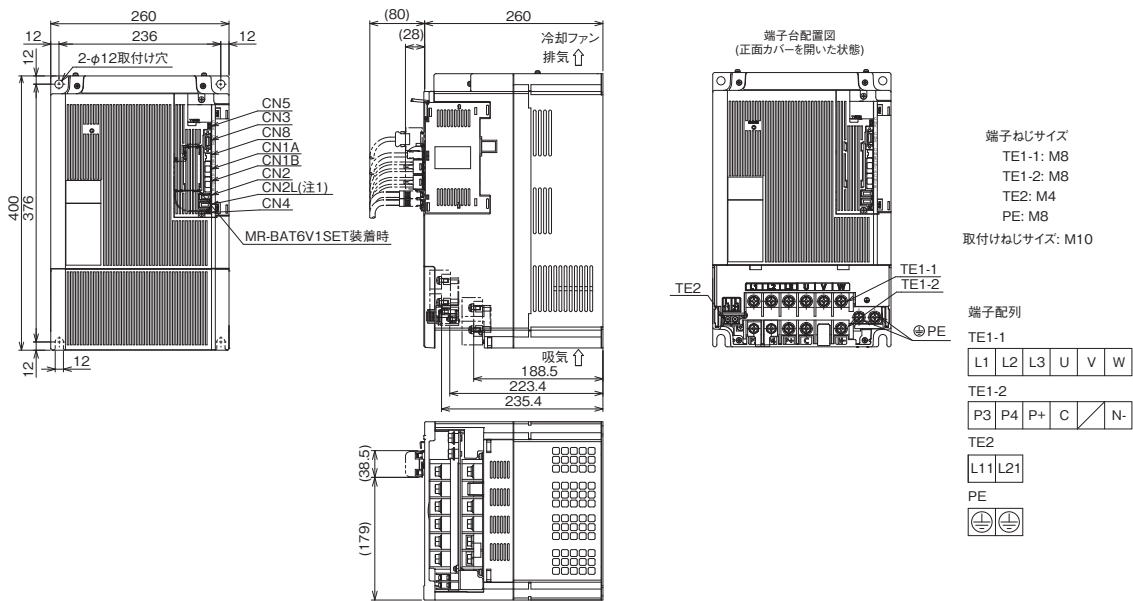 260
12
236
12
12
2-φ12取付け穴
400
376
CN5
CN3
CN8
CN1A
CN1B
CN2
CN2L(注1)
CN4
MR-BAT6V1SET装着時
12
12
(80)
260
(28)
冷却ファン
排気
吸気
188.5
223.4
235.4
(38.5)
(179)
端子台配置図
(正面カバーを開いた状態)
TE2
L1 L2 L3 U V W
TE1-1
TE1-2
PE
端子ねじサイズ
TE1-1: M8
TE1-2: M8
TE2: M4
PE: M8
取付けねじサイズ: M10
端子配列
TE1-1
L1 L2 L3 U V W
TE1-2
P3 P4 P+ C N-
TE2
L11 L21
PE